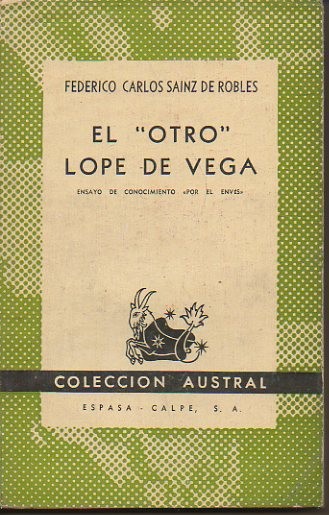 FEDERICO CARLOS SAINZ DE ROBLES
EL "OTRO"
LOPE DE VEGA
ENSAYO DE CONOCIMIENTO «POR EL ENVÉS»
COLECCION AUSTRAL
ESPASA - CALPE, S. A.